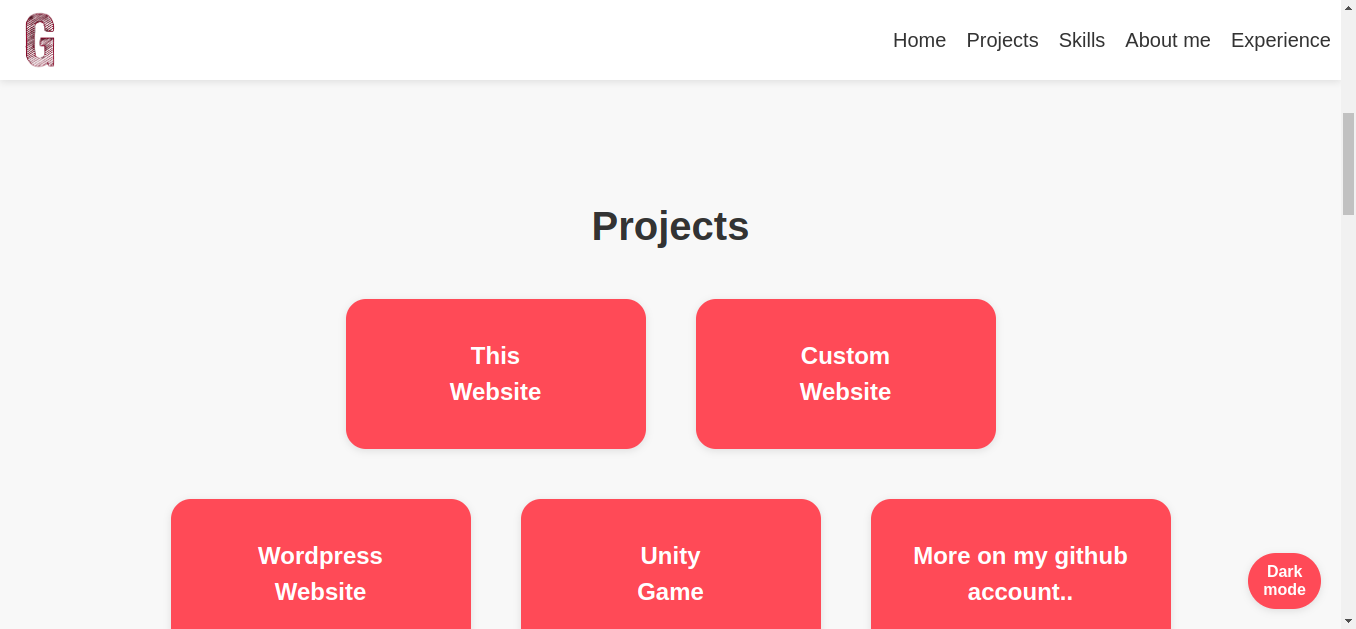 G
Home Projects Skills About me Experience
Projects
This
Website
Custom
Website
Wordpress
Website
Unity
Game
More on my github
account..
Dark
mode